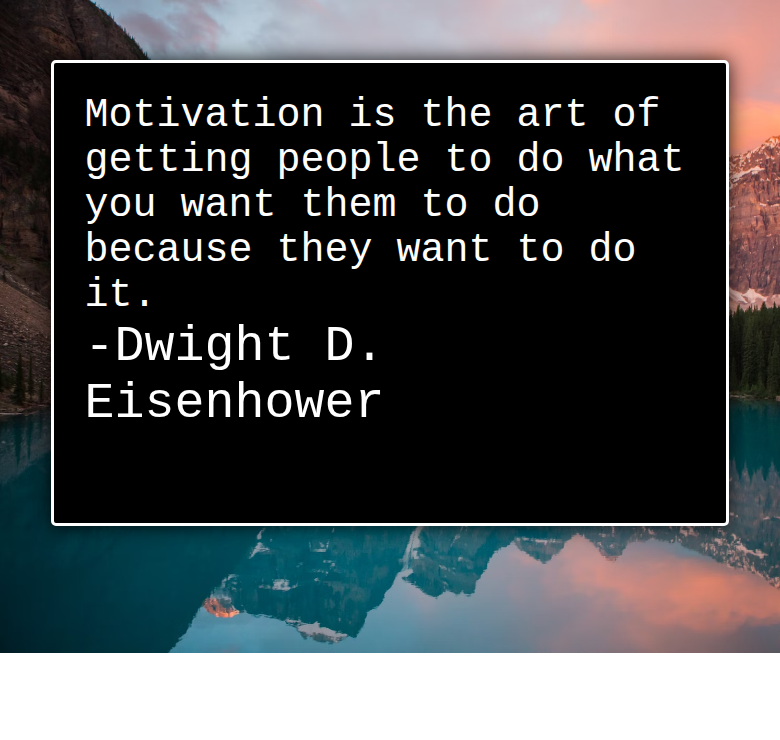 Motivation is the art of
getting people to do what
you want them to do
because they want to do
it.
-Dwight D.
Eisenhower